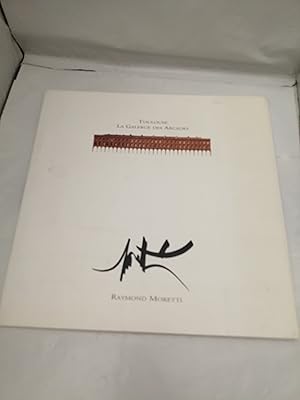 TOULOUSE
LA GALERIE DES ARCADES
RAYMOND MORETTI